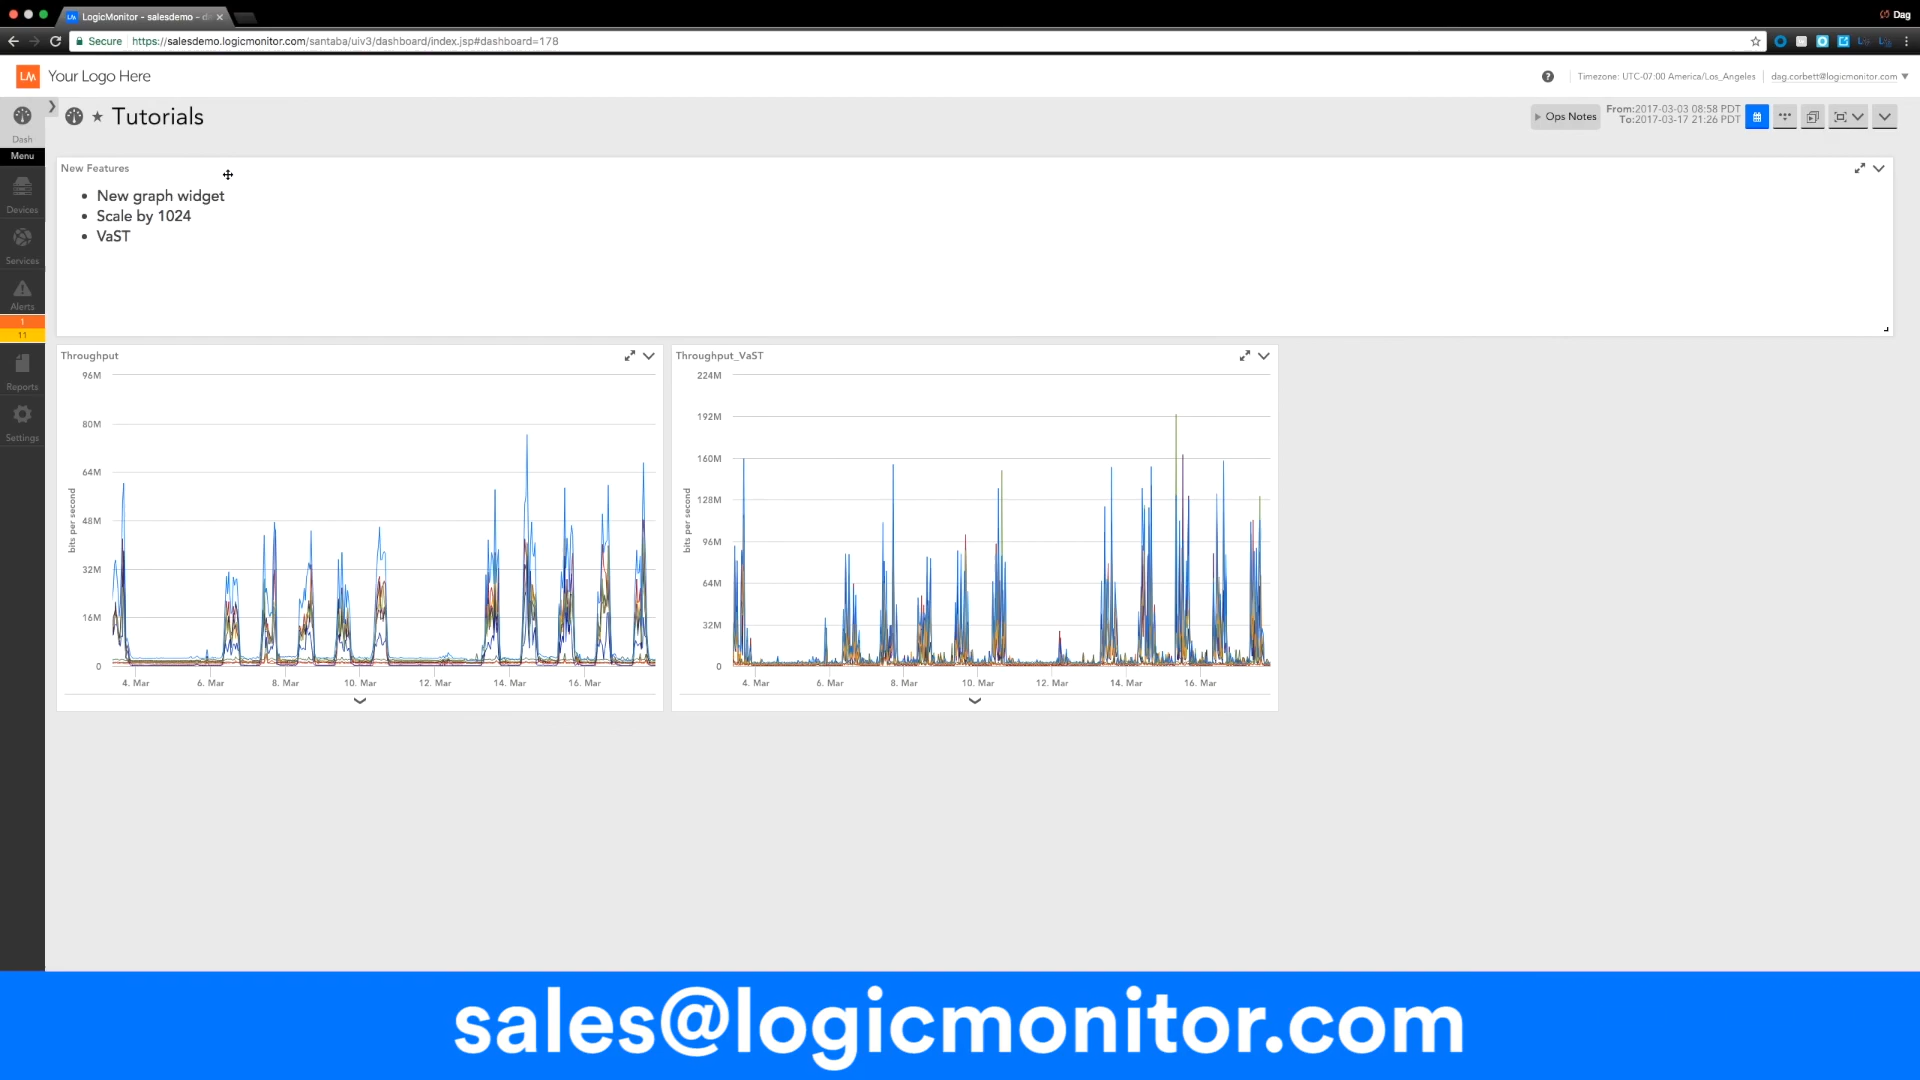 LogicMonitor - salesdemo - d
Dag
Secure https://salesdemo.logicmonitor.com/santaba/uiv3/dashboard/index.jsp#dashboard=178
LM Your Logo Here
Timezone: UTC-07:00 America/Los_Angeles
dag.corbett@logicmonitor.com
Dash
Menu
Devices
Services
Alerts
1
11
Reports
Settings
Tutorials
Ops Notes
From:2017-03-03 08:58 PDT
To:2017-03-17 21:26 PDT
New Features
• New graph widget
• Scale by 1024
• VaST
Throughput
96M
80M
64M
48M
32M
16M
0
bits per second
4. Mar 6. Mar 8. Mar 10. Mar 12. Mar 14. Mar 16. Mar
Throughput_VaST
224M
192M
160M
128M
96M
64M
32M
0
bits per second
4. Mar 6. Mar 8. Mar 10. Mar 12. Mar 14. Mar 16. Mar
sales@logicmonitor.com